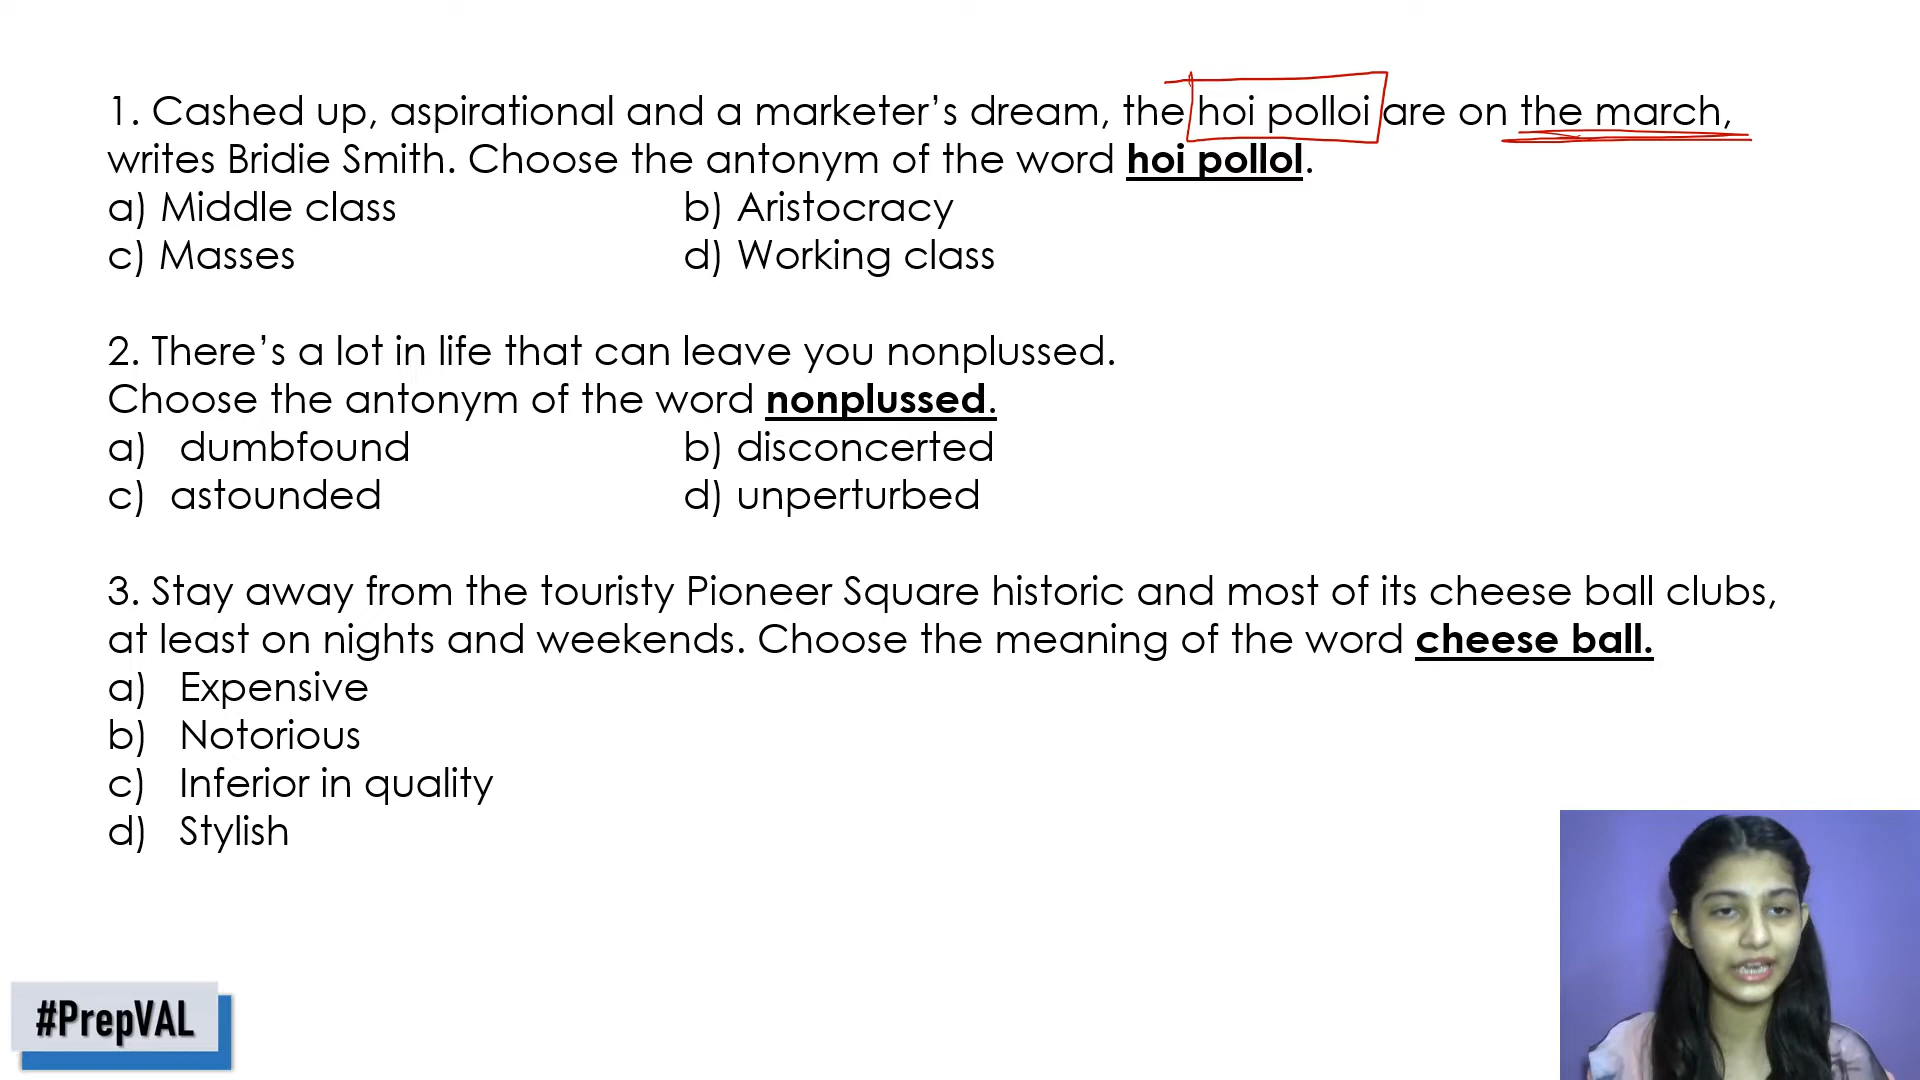 1. Cashed up, aspirational and a marketer’s dream, the hoi polloi are on the march,
writes Bridie Smith. Choose the antonym of the word hoi pollol.
a) Middle class b) Aristocracy
c) Masses d) Working class
2. There’s a lot in life that can leave you nonplussed.
Choose the antonym of the word nonplussed.
a) dumbfound b) disconcerted
c) astounded d) unperturbed
3. Stay away from the touristy Pioneer Square historic and most of its cheese ball clubs,
at least on nights and weekends. Choose the meaning of the word cheese ball.
a) Expensive
b) Notorious
c) Inferior in quality
d) Stylish
#PrepVAL